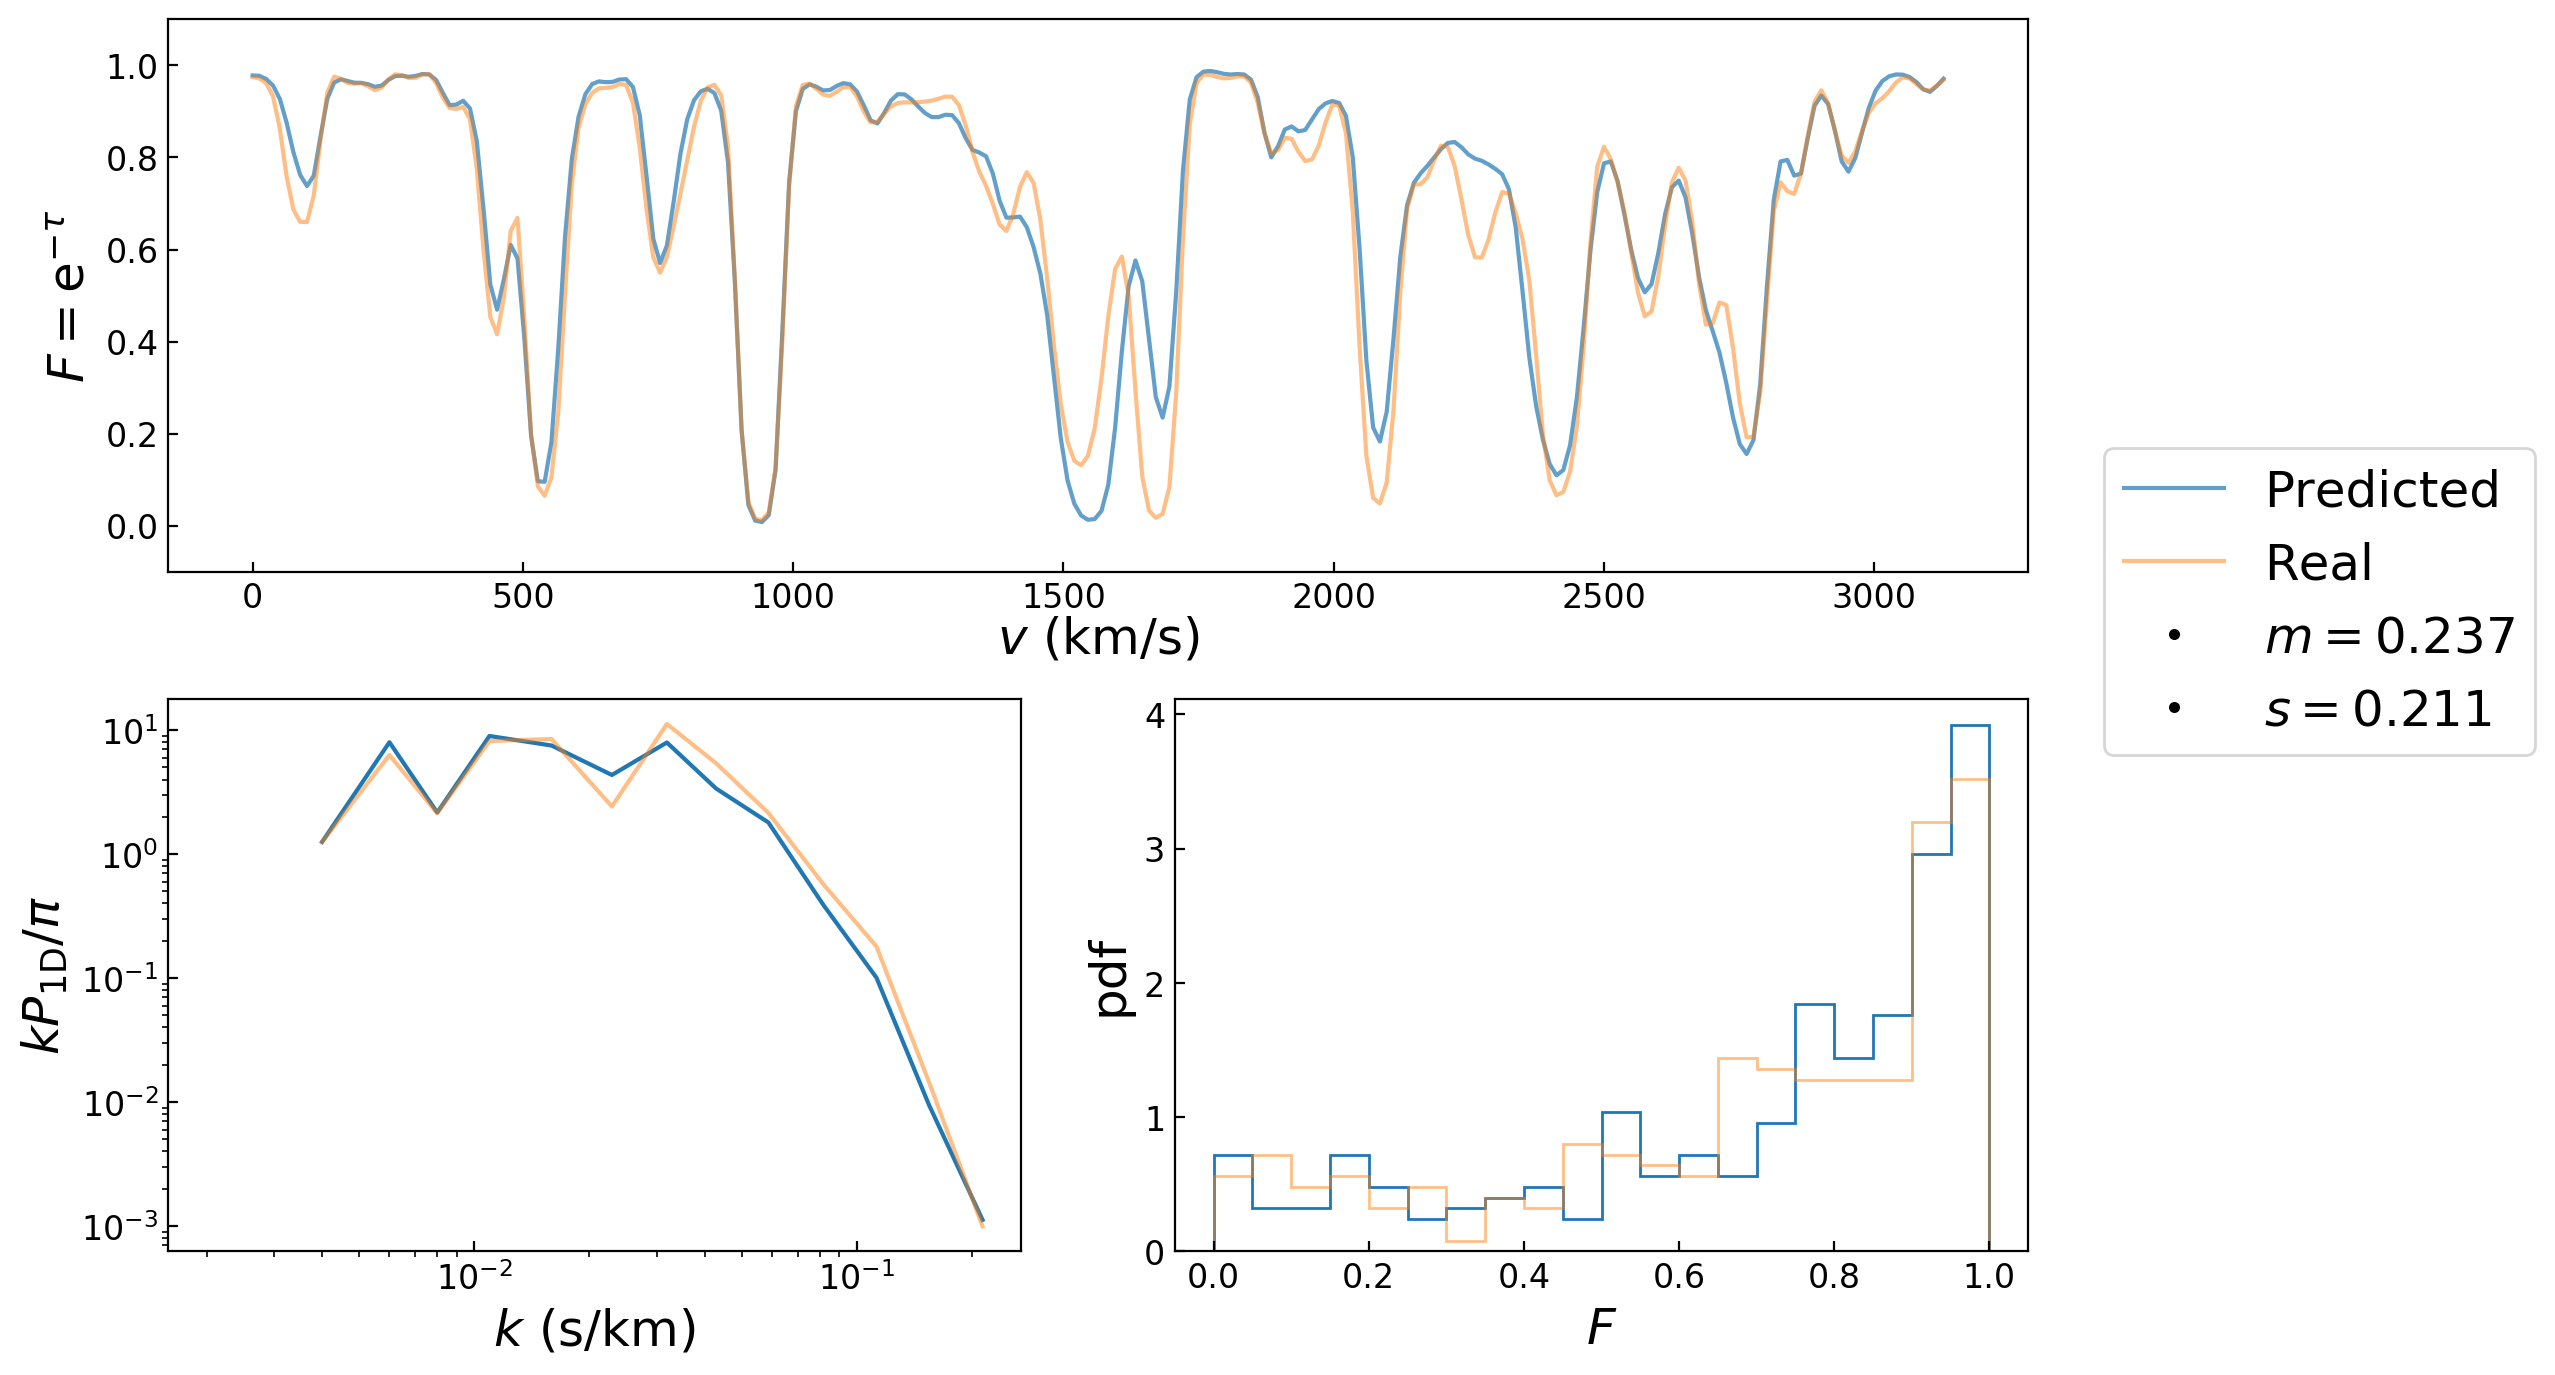 1.0
0.8
0.6
0.4
0.2
0.0
F = e^{-τ}
0 500 1000 1500 2000 2500 3000
v (km/s)
Predicted
Real
m = 0.237
s = 0.211
10^1
10^0
10^{-1}
10^{-2}
10^{-3}
kP_{1D}/π
10^{-2} 10^{-1}
k (s/km)
4
3
2
1
0
pdf
0.0 0.2 0.4 0.6 0.8 1.0
F